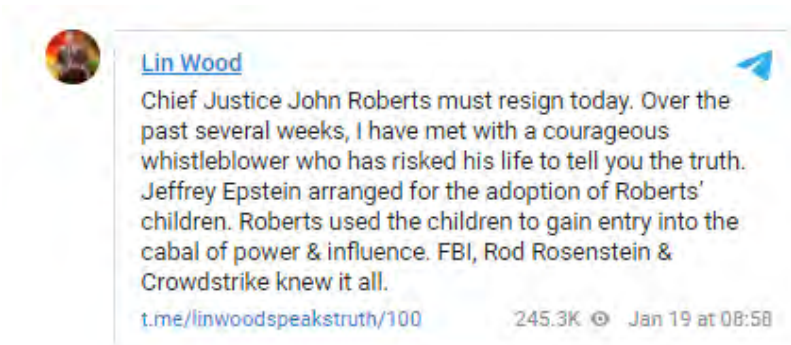 Lin Wood
Chief Justice John Roberts must resign today. Over the
past several weeks, I have met with a courageous
whistleblower who has risked his life to tell you the truth.
Jeffrey Epstein arranged for the adoption of Roberts'
children. Roberts used the children to gain entry into the
cabal of power & influence. FBI, Rod Rosenstein &
Crowdstrike knew it all.
t.me/linwoodspeakstruth/100 245.3K Jan 19 at 08:58